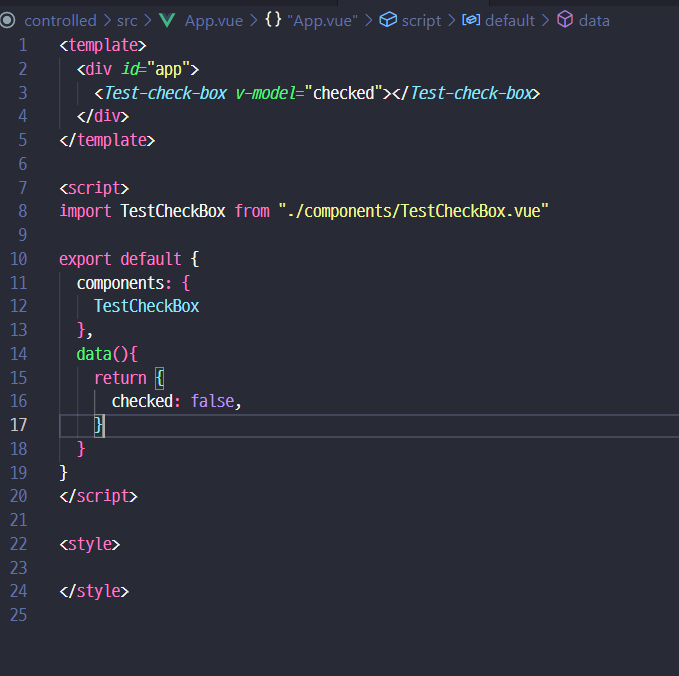 controlled > src > App.vue > {} "App.vue" > script > default > data
1 <template>
2 <div id="app">
3 <Test-check-box v-model="checked"></Test-check-box>
4 </div>
5 </template>
6
7 <script>
8 import TestCheckBox from "./components/TestCheckBox.vue"
9
10 export default {
11 components: {
12 TestCheckBox
13 },
14 data(){
15 return {
16 checked: false,
17 }
18 }
19 }
20 </script>
21
22 <style>
23
24 </style>
25